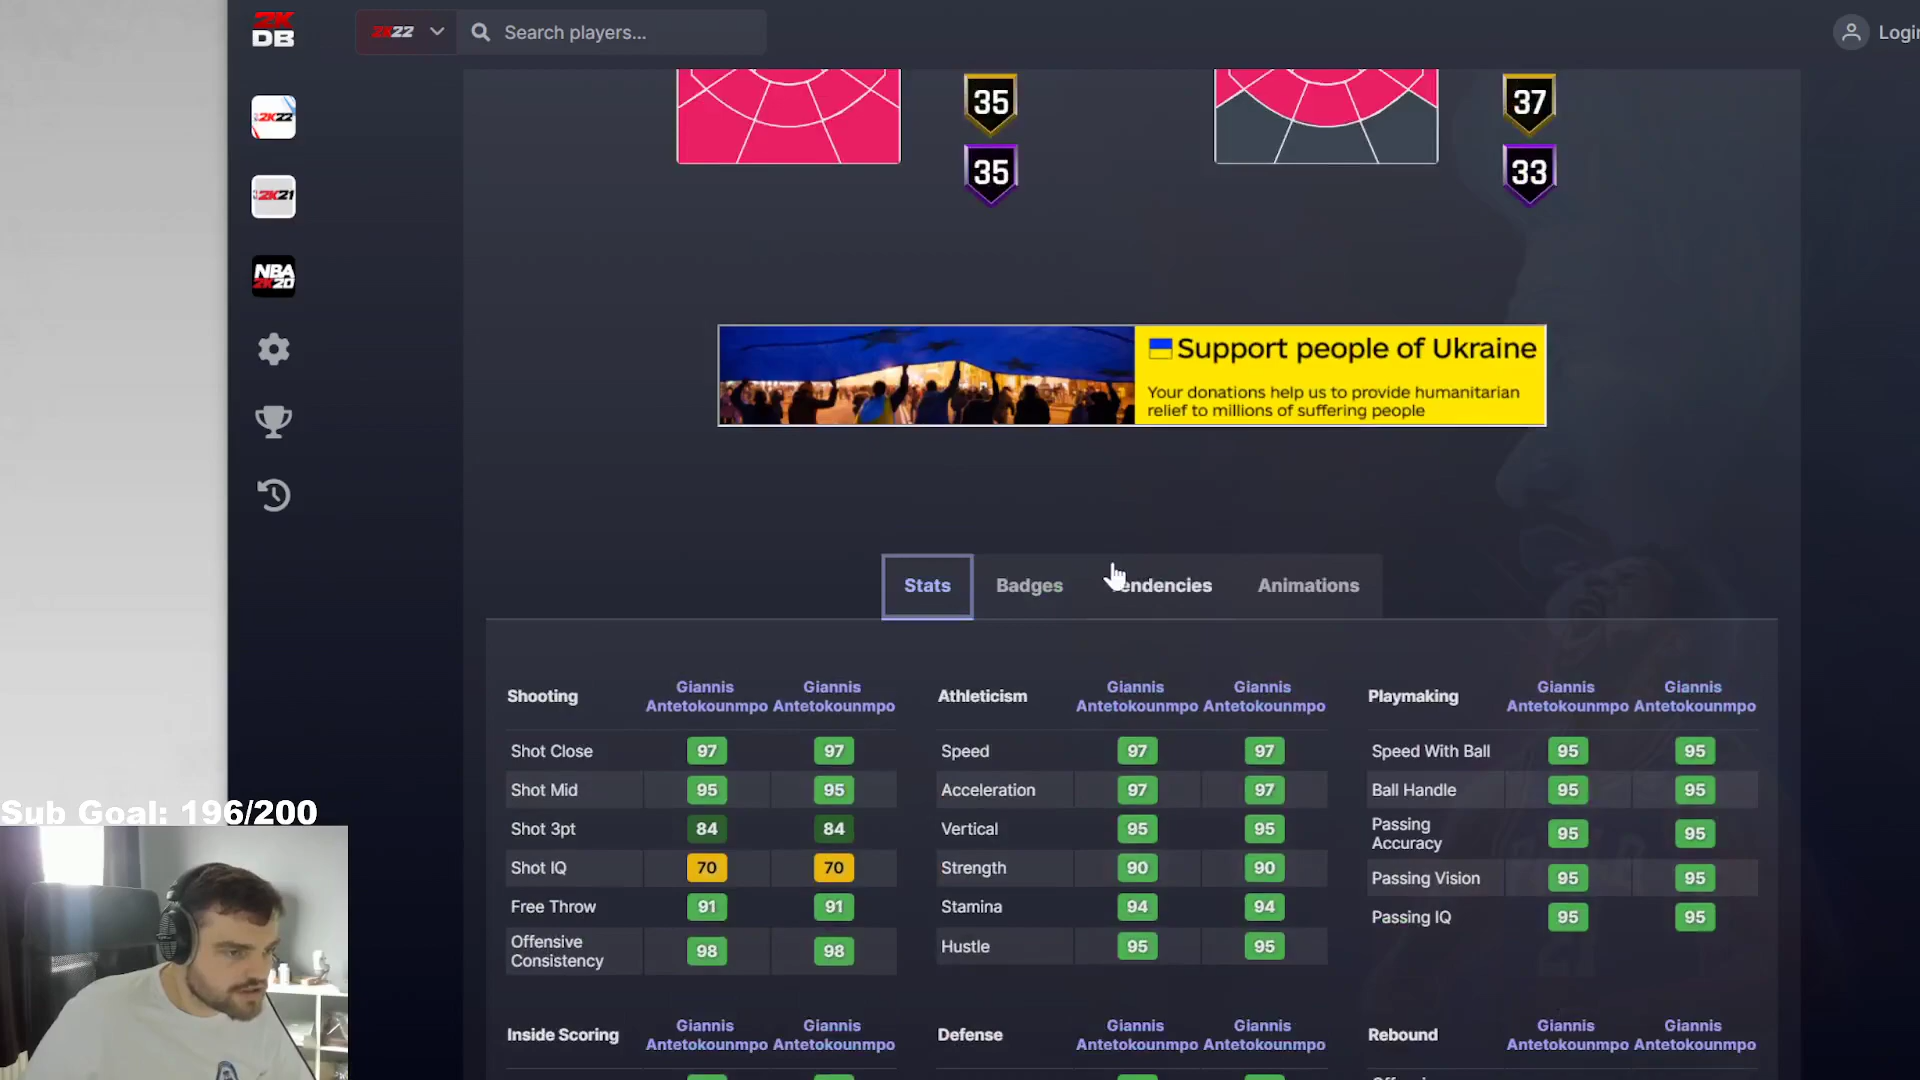 2K
DB
2K22
Search players...
Login
2K22
2K21
NBA
2K20
35
37
35
33
Support people of Ukraine
Your donations help us to provide humanitarian
relief to millions of suffering people
Stats
Badges
endencies
Animations
Shooting
Giannis Antetokounmpo
Giannis Antetokounmpo
Shot Close 97 97
Shot Mid 95 95
Shot 3pt 84 84
Shot IQ 70 70
Free Throw 91 91
Offensive Consistency 98 98
Athleticism
Giannis Antetokounmpo
Giannis Antetokounmpo
Speed 97 97
Acceleration 97 97
Vertical 95 95
Strength 90 90
Stamina 94 94
Hustle 95 95
Playmaking
Giannis Antetokounmpo
Giannis Antetokounmpo
Speed With Ball 95 95
Ball Handle 95 95
Passing Accuracy 95 95
Passing Vision 95 95
Passing IQ 95 95
Inside Scoring
Giannis Antetokounmpo
Giannis Antetokounmpo
Defense
Giannis Antetokounmpo
Giannis Antetokounmpo
Rebound
Giannis Antetokounmpo
Giannis Antetokounmpo
Sub Goal: 196/200